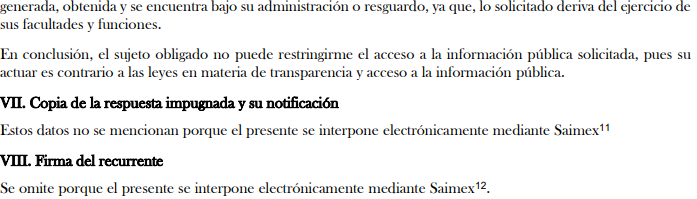 generada, obtenida y se encuentra bajo su administración o resguardo, ya que, lo solicitado deriva del ejercicio de
sus facultades y funciones.
En conclusión, el sujeto obligado no puede restringirme el acceso a la información pública solicitada, pues su
actuar es contrario a las leyes en materia de transparencia y acceso a la información pública.
VII. Copia de la respuesta impugnada y su notificación
Estos datos no se mencionan porque el presente se interpone electrónicamente mediante Saimex11
VIII. Firma del recurrente
Se omite porque el presente se interpone electrónicamente mediante Saimex12.